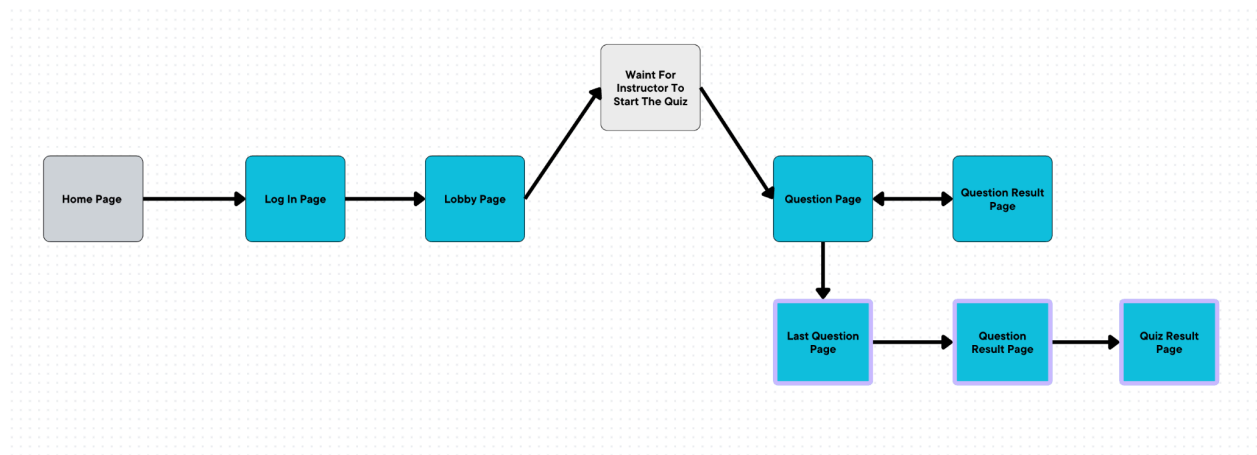 Waint For
Instructor To
Start The Quiz
Home Page
Log In Page
Lobby Page
Question Page
Question Result
Page
Last Question
Page
Question
Result Page
Quiz Result
Page